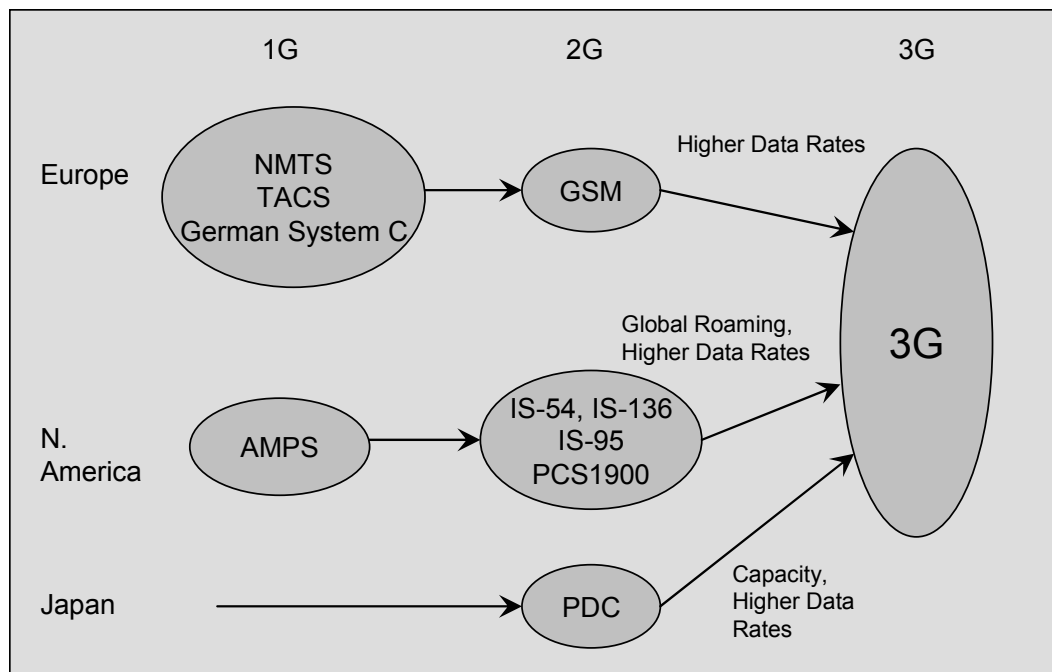 1G
2G
3G
Europe
NMTS
TACS
German System C
GSM
Higher Data Rates
3G
Global Roaming,
Higher Data Rates
N.
America
AMPS
IS-54, IS-136
IS-95
PCS1900
Japan
PDC
Capacity,
Higher Data
Rates